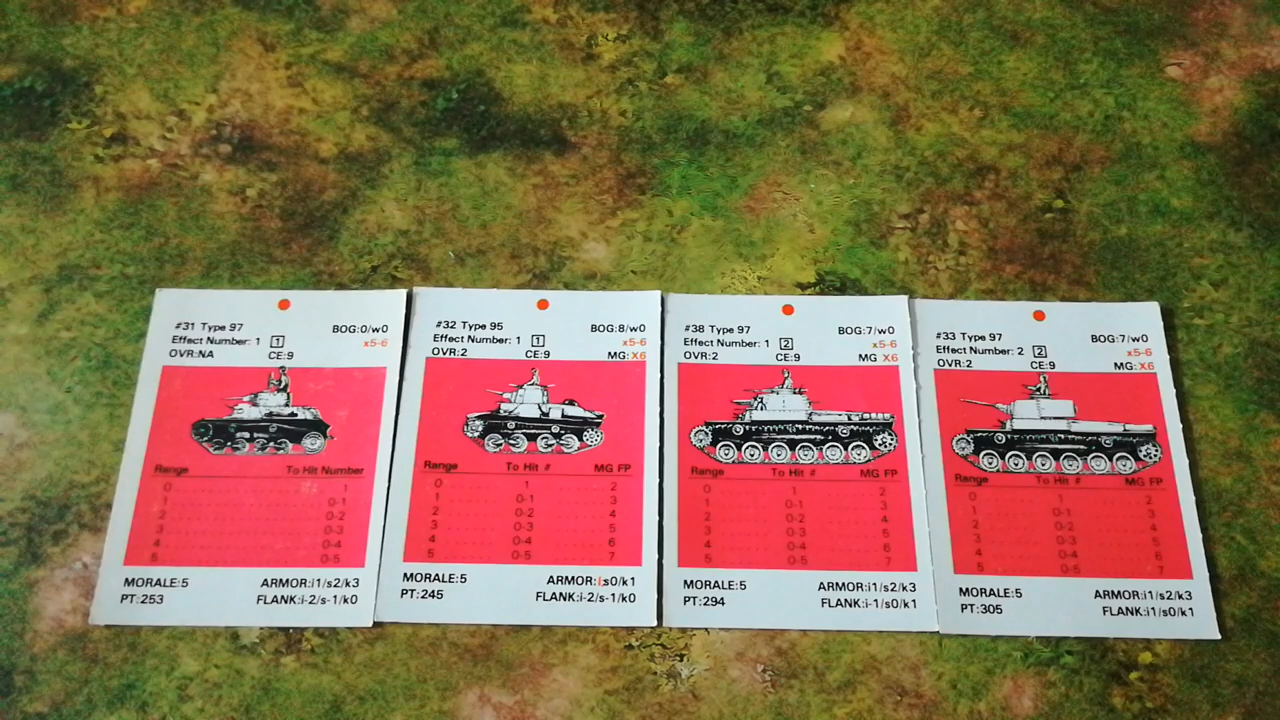 #31 Type 97 BOG:0/w0
Effect Number: 1 1 x5-6
OVR:NA CE:9
Range To Hit Number
0 1
1 0-1
2 0-2
3 0-3
4 0-4
5 0-5
MORALE:5 ARMOR:i1/s2/k3
PT:253 FLANK:i-2/s-1/k0
#32 Type 95 BOG:8/w0
Effect Number: 1 1 x5-6
OVR:2 CE:9 MG:X6
Range To Hit # MG FP
0 1 2
1 0-1 3
2 0-2 4
3 0-3 5
4 0-4 6
5 0-5 7
MORALE:5 ARMOR:i,s0/k1
PT:245 FLANK:i-2/s-1/k0
#38 Type 97 BOG:7/w0
Effect Number: 1 2 x5-6
OVR:2 CE:9 MG X6
Range To Hit # MG FP
0 1 2
1 0-1 3
2 0-2 4
3 0-3 5
4 0-4 6
5 0-5 7
MORALE:5 ARMOR:i1/s2/k3
PT:294 FLANK:i-1/s0/k1
#33 Type 97 BOG:7/w0
Effect Number: 2 2 x5-6
OVR:2 CE:9 MG:X6
Range To Hit # MG FP
0 1 2
1 0-1 3
2 0-2 4
3 0-3 5
4 0-4 6
5 0-5 7
MORALE:5 ARMOR:i1/s2/k3
PT:305 FLANK:i1/s0/k1